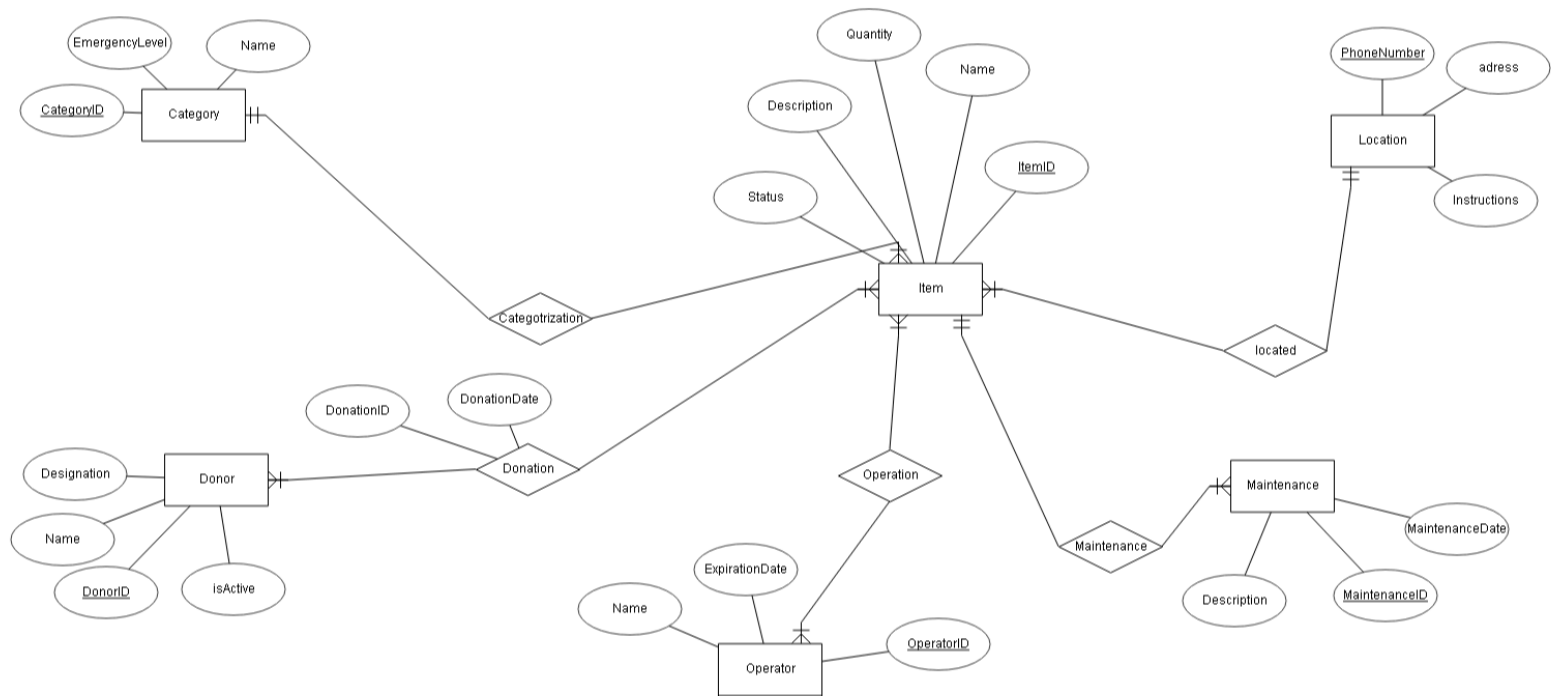 EmergencyLevel
Name
CategoryID
Category
Quantity
Name
Description
ItemID
Status
Item
PhoneNumber
adress
Location
Instructions
Categotrization
located
DonationID
DonationDate
Designation
Donor
Donation
Name
DonorID
isActive
Operation
Maintenance
MaintenanceDate
Maintenance
Description
MaintenanceID
ExpirationDate
Name
OperatorID
Operator